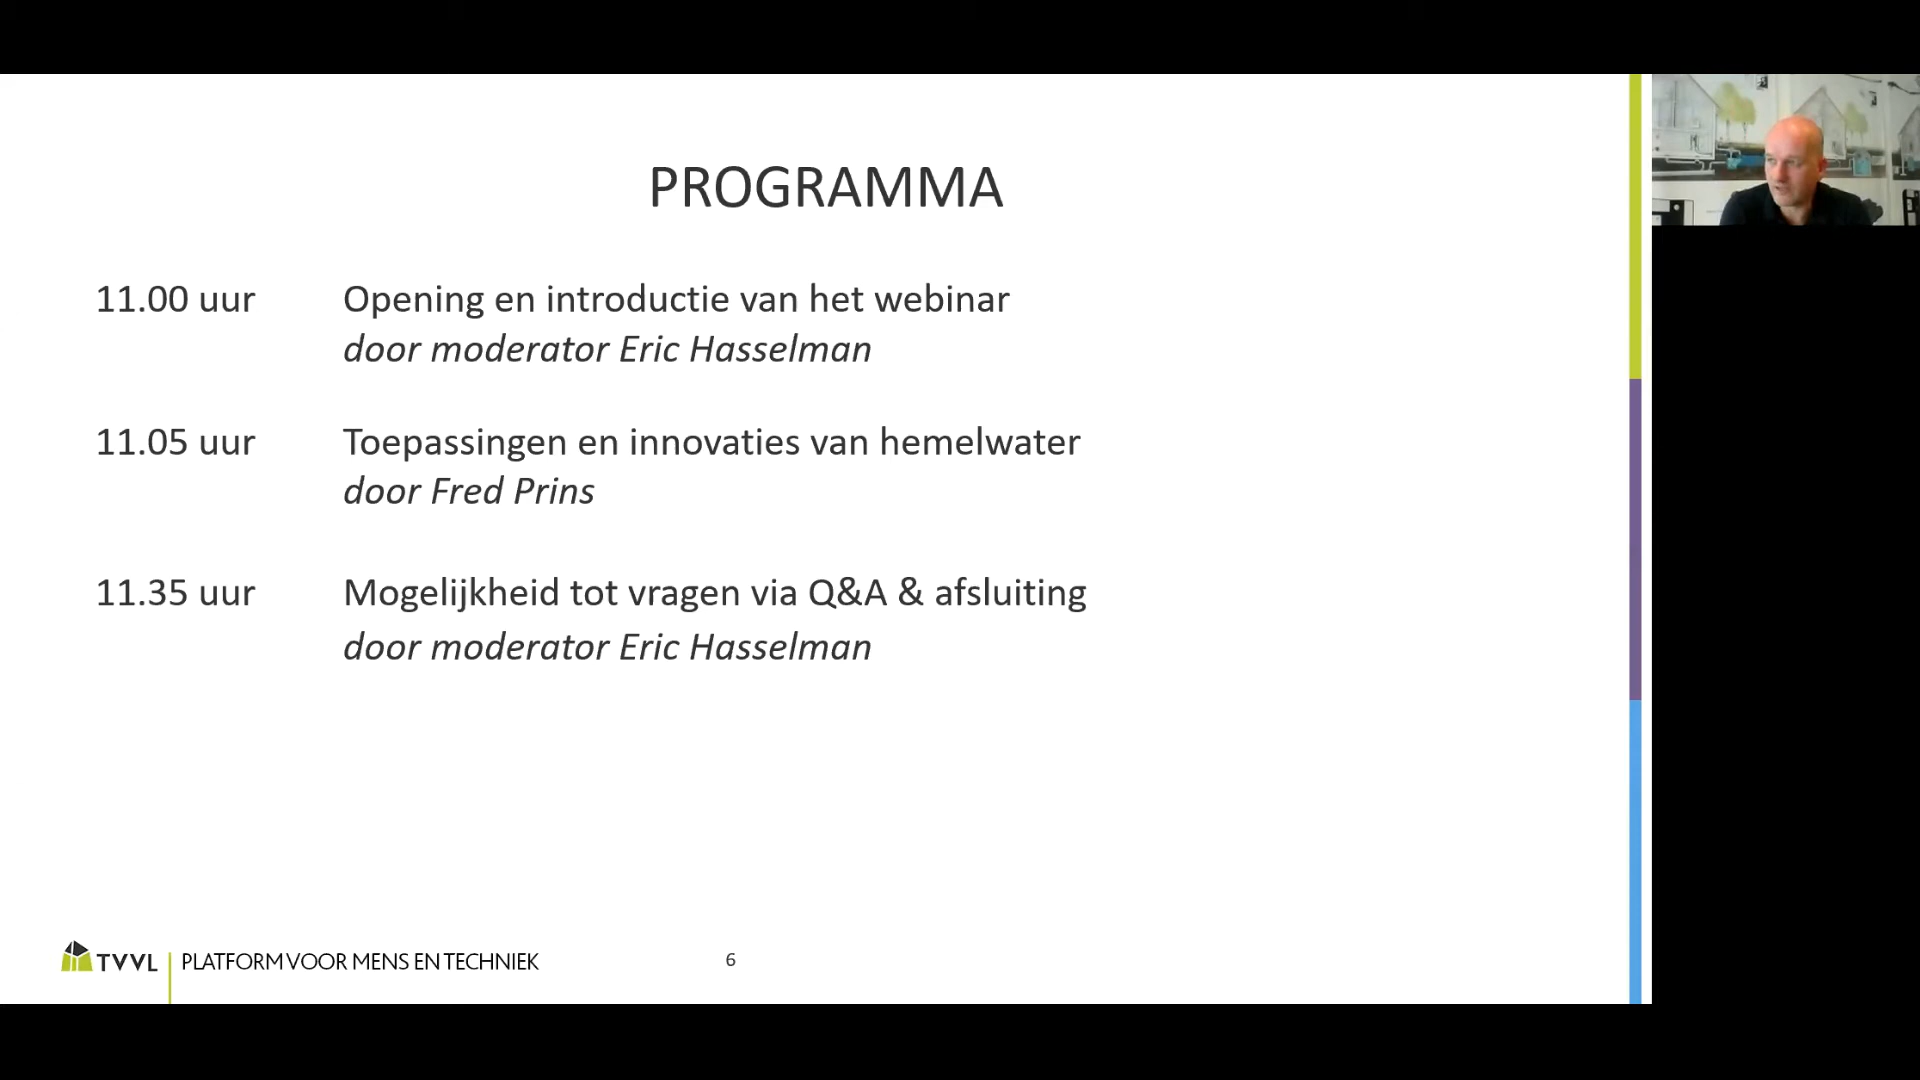 PROGRAMMA
11.00 uur Opening en introductie van het webinar
door moderator Eric Hasselman
11.05 uur Toepassingen en innovaties van hemelwater
door Fred Prins
11.35 uur Mogelijkheid tot vragen via Q&A & afsluiting
door moderator Eric Hasselman
TVVL PLATFORM VOOR MENS EN TECHNIEK 6